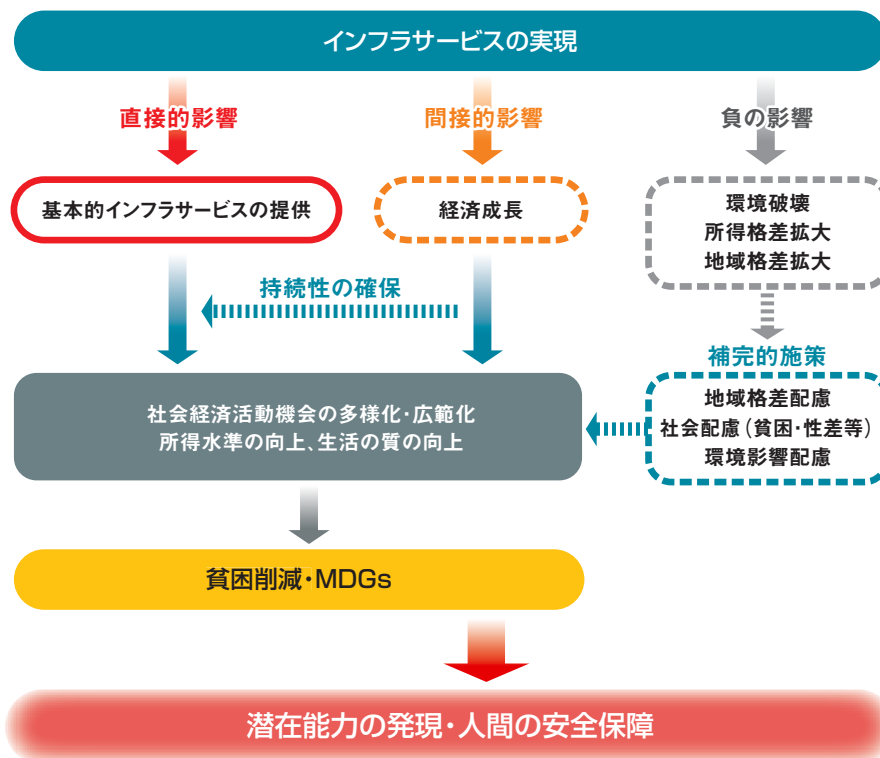 インフラサービスの実現
直接的影響
間接的影響
負の影響
基本的インフラサービスの提供
経済成長
環境破壊
所得格差拡大
地域格差拡大
持続性の確保
補完的施策
社会経済活動機会の多様化・広範化
所得水準の向上、生活の質の向上
地域格差配慮
社会配慮(貧困・性差等)
環境影響配慮
貧困削減・MDGs
潜在能力の発現・人間の安全保障